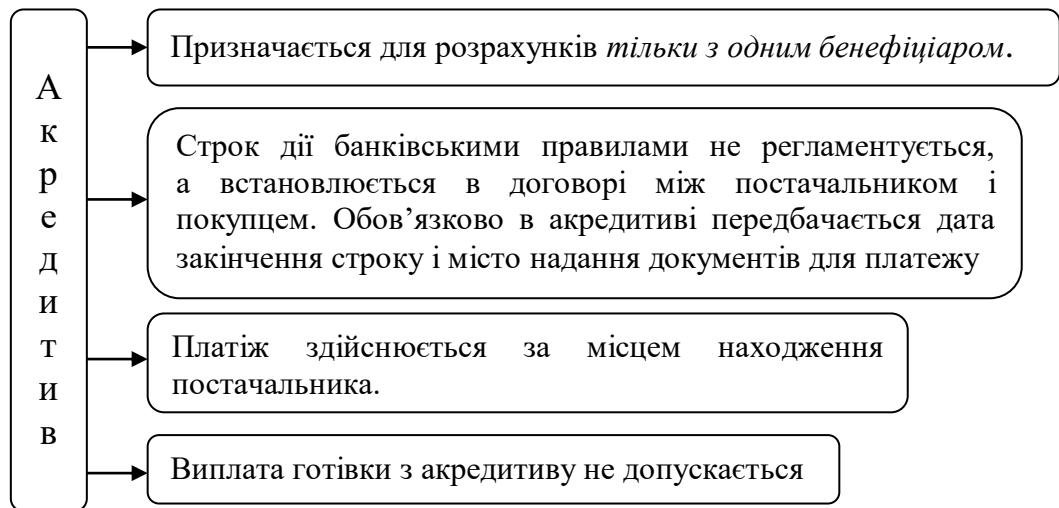 Акредитив
Призначається для розрахунків тільки з одним бенефіціаром.
Строк дії банківськими правилами не регламентується,
а встановлюється в договорі між постачальником і
покупцем. Обов’язково в акредитиві передбачається дата
закінчення строку і місто надання документів для платежу
Платіж здійснюється за місцем находження
постачальника.
Виплата готівки з акредитиву не допускається